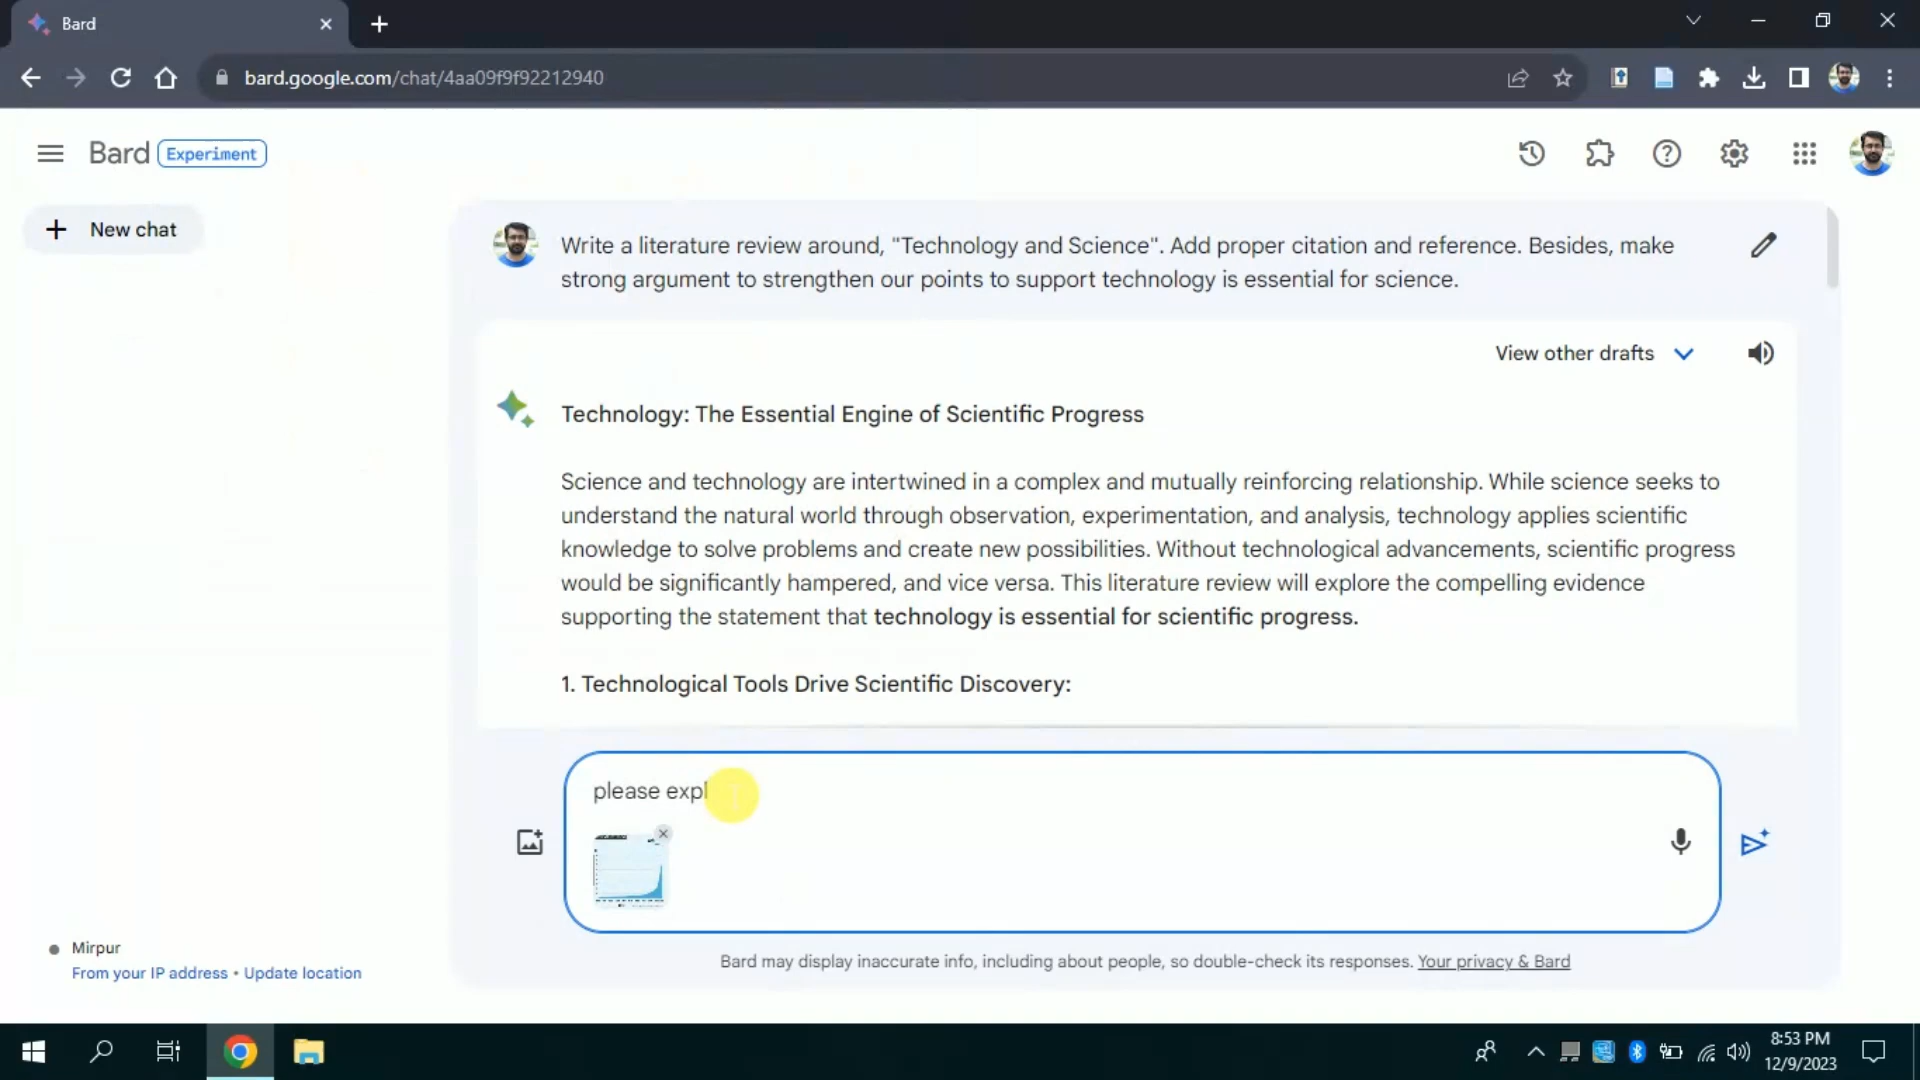 Bard
bard.google.com/chat/4aa09f9f92212940
Bard Experiment
New chat
Write a literature review around, "Technology and Science". Add proper citation and reference. Besides, make
strong argument to strengthen our points to support technology is essential for science.
View other drafts
Technology: The Essential Engine of Scientific Progress
Science and technology are intertwined in a complex and mutually reinforcing relationship. While science seeks to
understand the natural world through observation, experimentation, and analysis, technology applies scientific
knowledge to solve problems and create new possibilities. Without technological advancements, scientific progress
would be significantly hampered, and vice versa. This literature review will explore the compelling evidence
supporting the statement that technology is essential for scientific progress.
1. Technological Tools Drive Scientific Discovery:
please expl
Mirpur
From your IP address • Update location
Bard may display inaccurate info, including about people, so double-check its responses. Your privacy & Bard
8:53 PM
12/9/2023